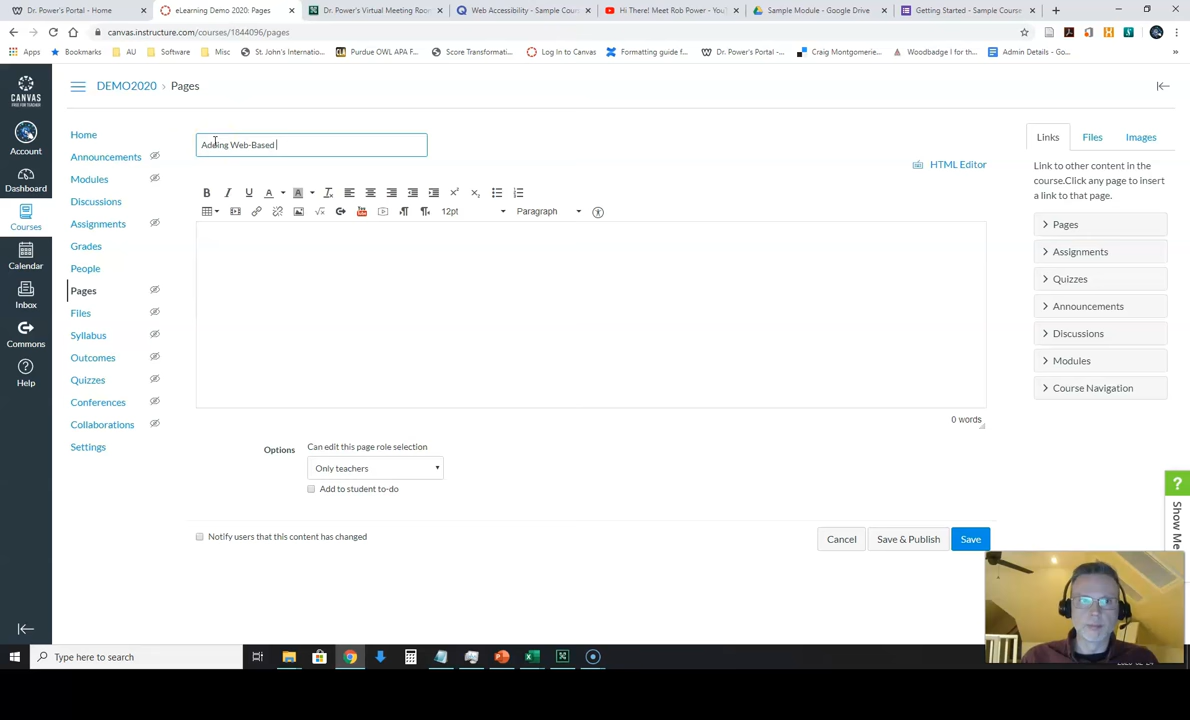 Dr. Power's Portal - Home
eLearning Demo 2020: Pages
Dr. Power's Virtual Meeting Room
Web Accessibility - Sample Cour
Hi There! Meet Rob Power - You
Sample Module - Google Drive
Getting Started - Sample Course
canvas.instructure.com/courses/1844096/pages
Apps
Bookmarks
AU
Software
Misc
St. John's Internatio...
Purdue OWL APA F...
Score Transformati...
Log In to Canvas
Formatting guide f...
Dr. Power's Portal -...
Craig Montgomerie...
Woodbadge I for th...
Admin Details - Go...
CANVAS
FREE FOR TEACHER
Account
Dashboard
Courses
Calendar
Inbox
Commons
Help
DEMO2020 › Pages
Home
Announcements
Modules
Discussions
Assignments
Grades
People
Pages
Files
Syllabus
Outcomes
Quizzes
Conferences
Collaborations
Settings
Adding Web-Based
HTML Editor
B I U A A
12pt
Paragraph
0 words
Options
Can edit this page role selection
Only teachers
Add to student to-do
Notify users that this content has changed
Cancel
Save & Publish
Save
Links
Files
Images
Link to other content in the
course.Click any page to insert
a link to that page.
Pages
Assignments
Quizzes
Announcements
Discussions
Modules
Course Navigation
? Show Me
Type here to search